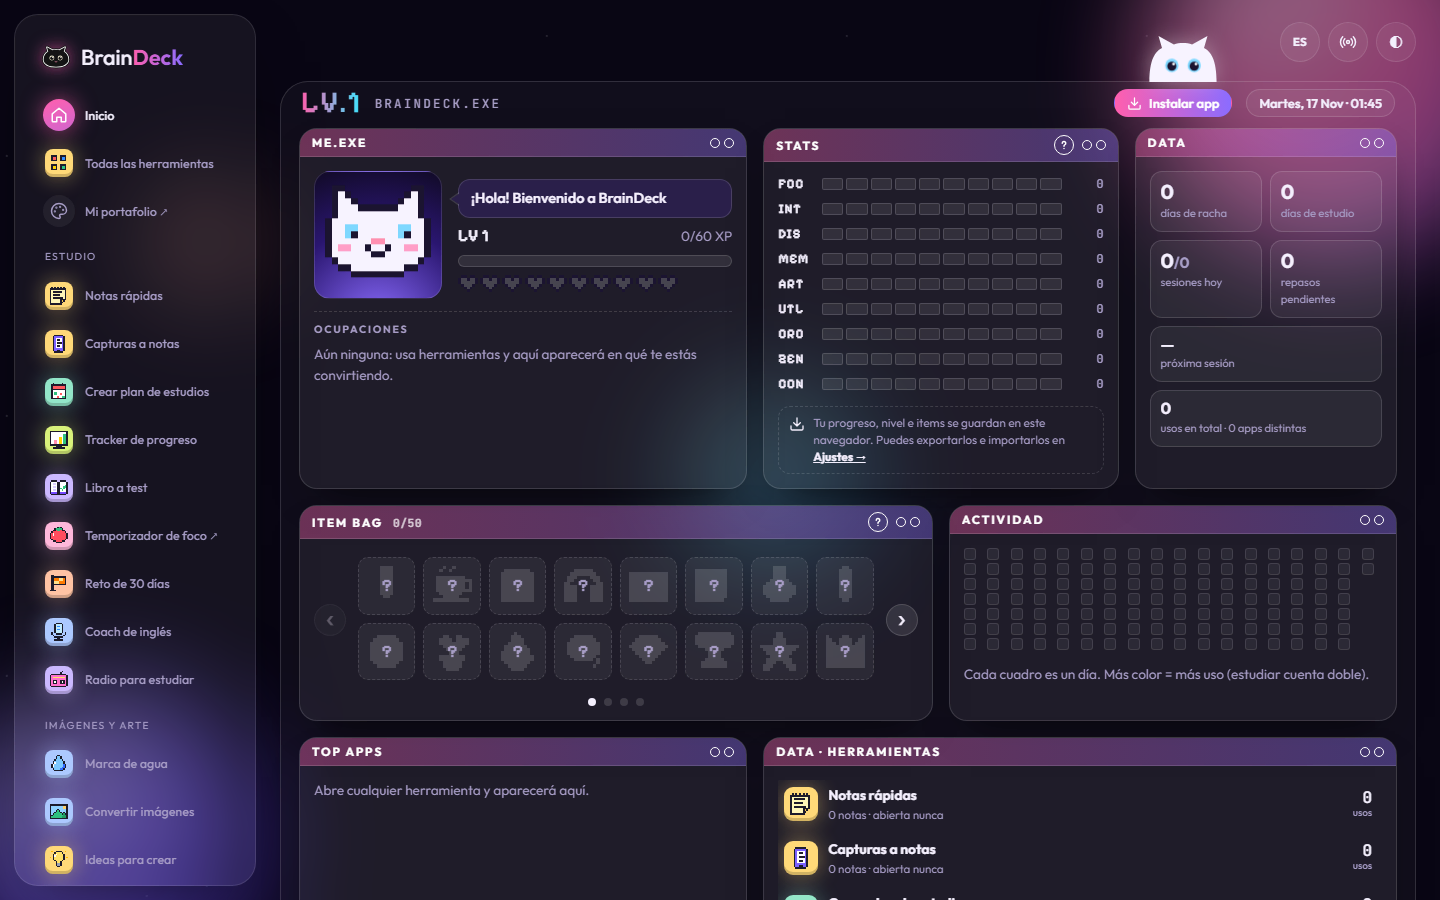 BrainDeck
Inicio
Todas las herramientas
Mi portafolio ↗
ESTUDIO
Notas rápidas
Capturas a notas
Crear plan de estudios
Tracker de progreso
Libro a test
Temporizador de foco ↗
Reto de 30 días
Coach de inglés
Radio para estudiar
IMÁGENES Y ARTE
Marca de agua
Convertir imágenes
Ideas para crear
ES
LV.1 BRAINDECK.EXE
Instalar app
Martes, 17 Nov · 01:45
ME.EXE
¡Hola! Bienvenido a BrainDeck
LV 1
0/60 XP
OCUPACIONES
Aún ninguna: usa herramientas y aquí aparecerá en qué te estás
convirtiendo.
STATS
?
FOO 0
INT 0
DIS 0
MEM 0
ART 0
UTL 0
ORO 0
ZEN 0
CON 0
Tu progreso, nivel e items se guardan en este
navegador. Puedes exportarlos e importarlos en
Ajustes →
DATA
0
días de racha
0
días de estudio
0/0
sesiones hoy
0
repasos
pendientes
—
próxima sesión
0
usos en total · 0 apps distintas
ITEM BAG 0/50
?
? ? ? ? ? ? ? ?
? ? ? ? ? ? ? ?
ACTIVIDAD
Cada cuadro es un día. Más color = más uso (estudiar cuenta doble).
TOP APPS
Abre cualquier herramienta y aparecerá aquí.
DATA · HERRAMIENTAS
Notas rápidas
0 notas · abierta nunca
0
usos
Capturas a notas
0 notas · abierta nunca
0
usos